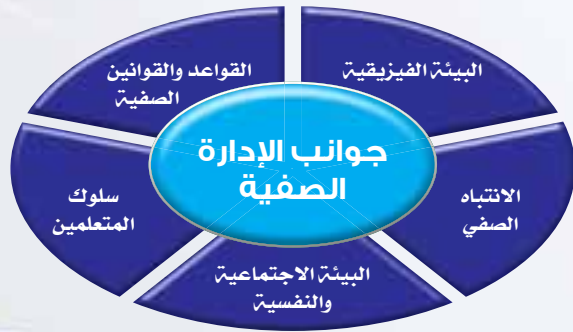 جوانب الإدارة
الصفية
البيئة الفيزيقية
الانتباه
الصفي
البيئة الاجتماعية
والنفسية
سلوك
المتعلمين
القواعد والقوانين
الصفية